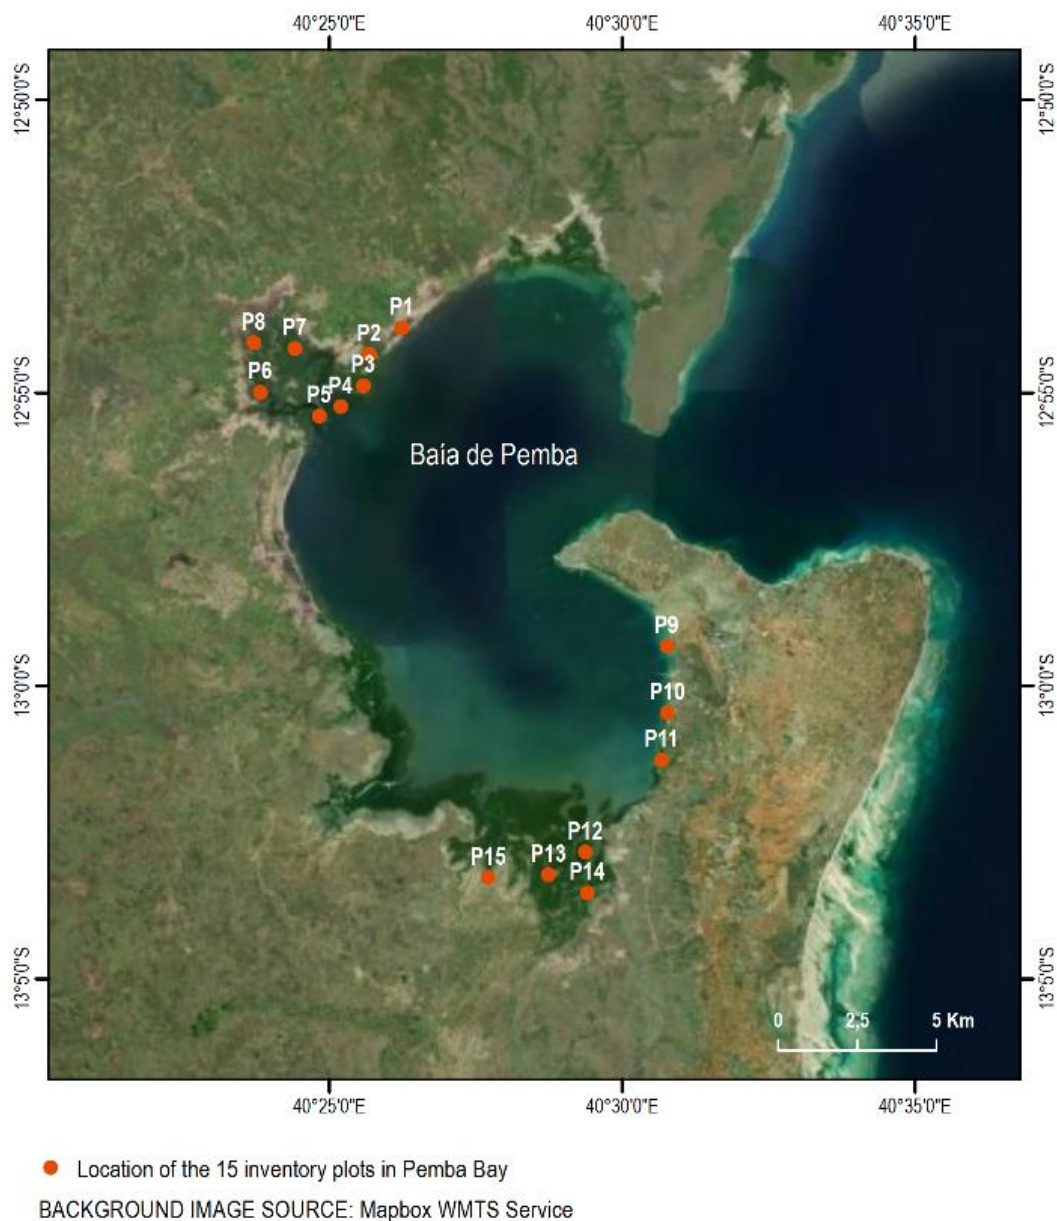 40°25'0"E 40°30'0"E 40°35'0"E
12°50'0"S 12°50'0"S
P1
P8 P7 P2
P3
P6 P4
P5
12°55'0"S 12°55'0"S
Baía de Pemba
P9
13°0'0"S 13°0'0"S
P10
P11
P12
P15 P13
P14
13°5'0"S 13°5'0"S
0 2,5 5 Km
40°25'0"E 40°30'0"E 40°35'0"E
Location of the 15 inventory plots in Pemba Bay
BACKGROUND IMAGE SOURCE: Mapbox WMTS Service